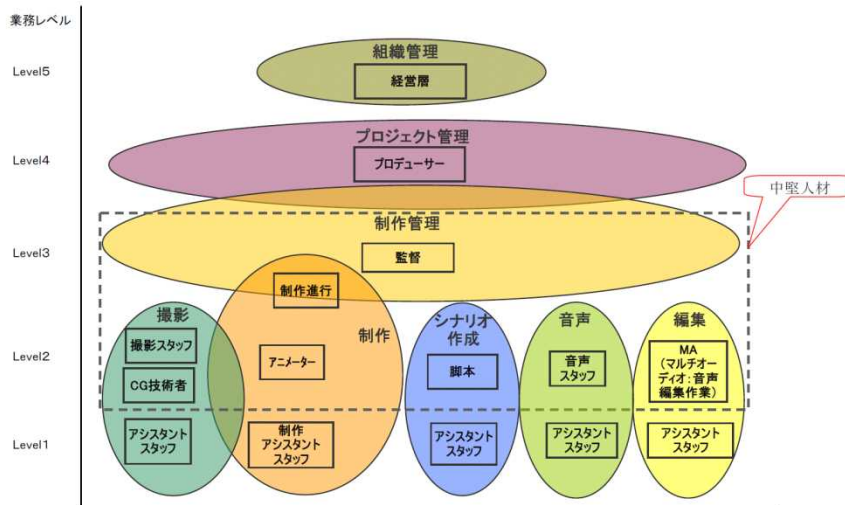 業務レベル
組織管理
Level5
経営層
プロジェクト管理
Level4
プロデューサー
中堅人材
制作管理
Level3
監督
制作進行
撮影
制作
シナリオ
作成
音声
編集
撮影スタッフ
Level2
アニメーター
CG技術者
脚本
音声
スタッフ
MA
(マルチオー
ディオ:音声
編集作業)
Level1
アシスタント
スタッフ
制作
アシスタント
スタッフ
アシスタント
スタッフ
アシスタント
スタッフ
アシスタント
スタッフ